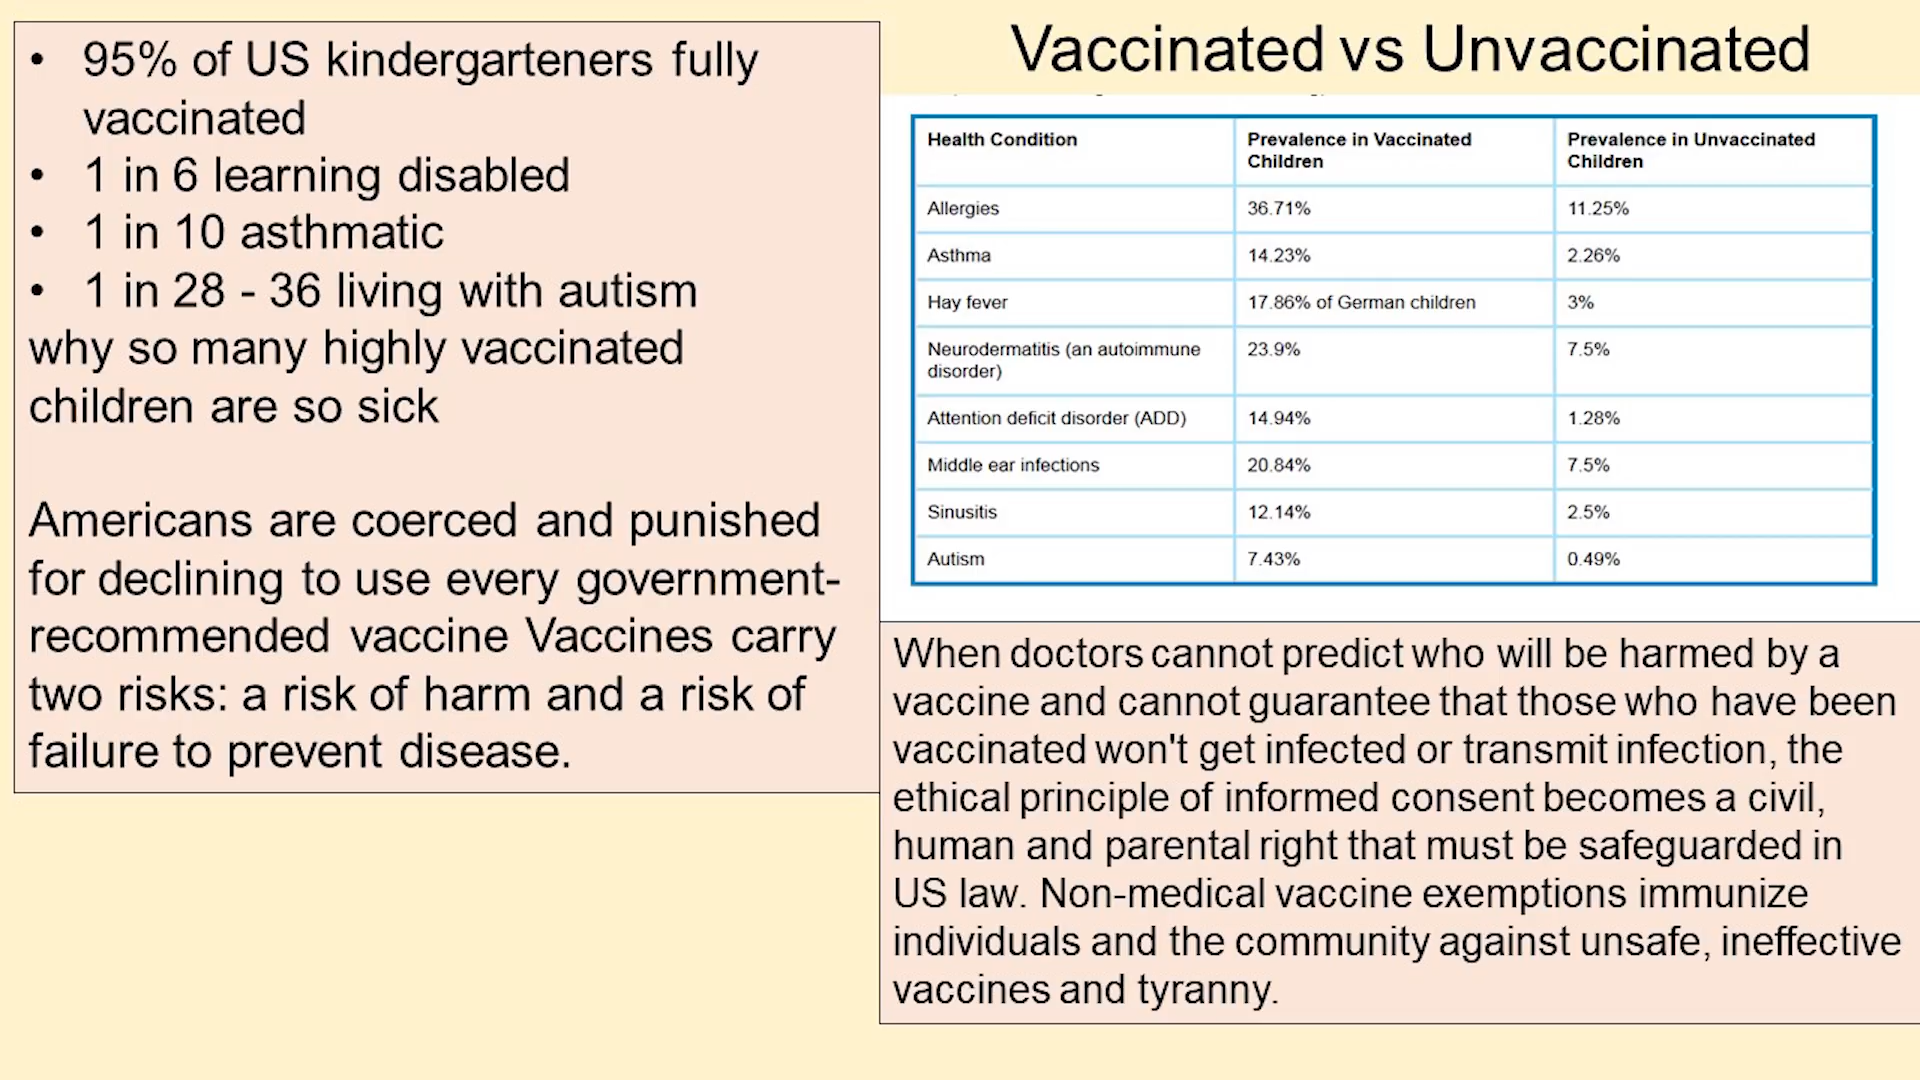 • 95% of US kindergarteners fully
vaccinated
• 1 in 6 learning disabled
• 1 in 10 asthmatic
• 1 in 28 - 36 living with autism
why so many highly vaccinated
children are so sick
Americans are coerced and punished
for declining to use every government-
recommended vaccine Vaccines carry
two risks: a risk of harm and a risk of
failure to prevent disease.
Vaccinated vs Unvaccinated
Health Condition Prevalence in Vaccinated Children Prevalence in Unvaccinated Children
Allergies 36.71% 11.25%
Asthma 14.23% 2.26%
Hay fever 17.86% of German children 3%
Neurodermatitis (an autoimmune disorder) 23.9% 7.5%
Attention deficit disorder (ADD) 14.94% 1.28%
Middle ear infections 20.84% 7.5%
Sinusitis 12.14% 2.5%
Autism 7.43% 0.49%
When doctors cannot predict who will be harmed by a
vaccine and cannot guarantee that those who have been
vaccinated won't get infected or transmit infection, the
ethical principle of informed consent becomes a civil,
human and parental right that must be safeguarded in
US law. Non-medical vaccine exemptions immunize
individuals and the community against unsafe, ineffective
vaccines and tyranny.